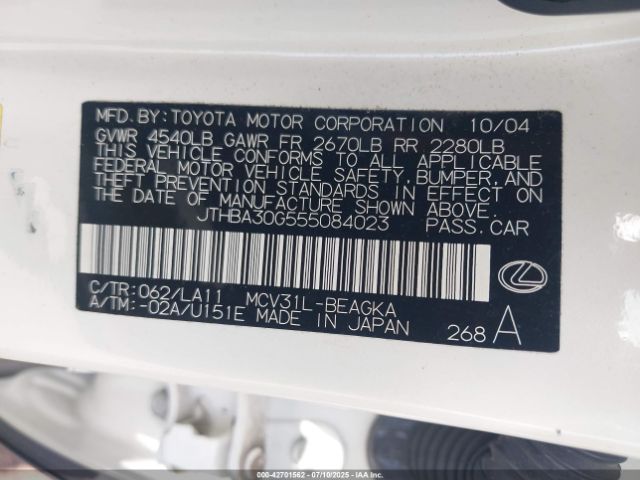 MFD.BY:TOYOTA MOTOR CORPORATION 10/04
GVWR 4540LB GAWR FR 2670LB RR 2280LB
THIS VEHICLE CONFORMS TO ALL APPLICABLE
FEDERAL MOTOR VEHICLE SAFETY,BUMPER,AND
THEFT PREVENTION STANDARDS IN EFFECT ON
THE DATE OF MANUFACTURE SHOWN ABOVE.
JTHBA30G555084023 PASS.CAR
C/TR:062/LA11 MCV31L-BEAGKA
A/TM:-02A/U151E MADE IN JAPAN
268 A
000-42701562 - 07/10/2025 - IAAI.COM